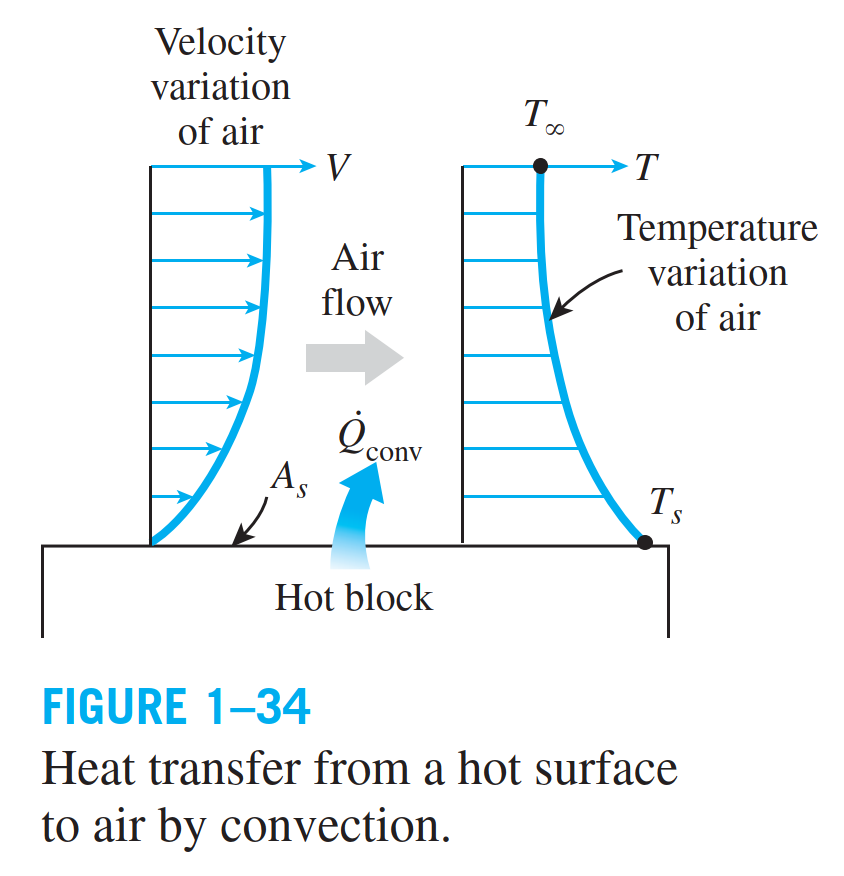 Velocity
variation
of air
V
T∞
T
Temperature
variation
of air
Air
flow
Q̇conv
As
Ts
Hot block
FIGURE 1–34
Heat transfer from a hot surface
to air by convection.